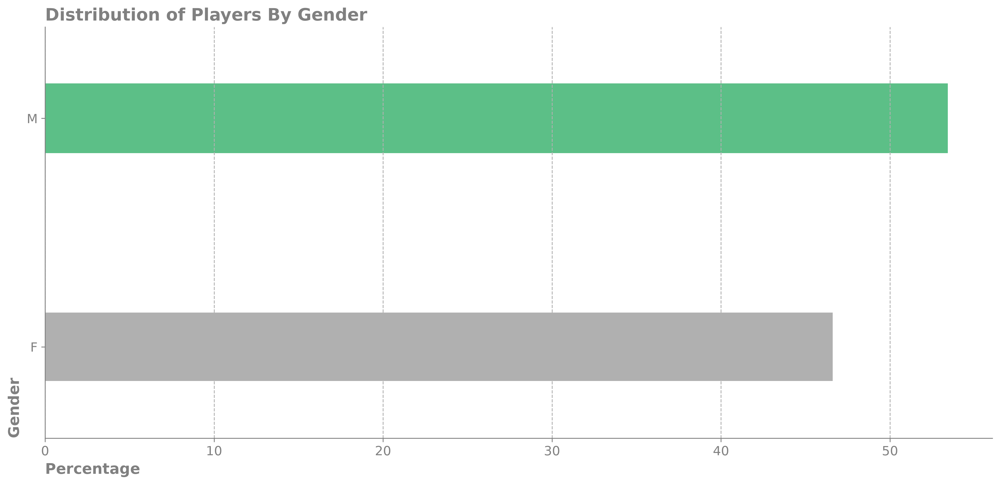 Distribution of Players By Gender
M
F
Gender
0 10 20 30 40 50
Percentage